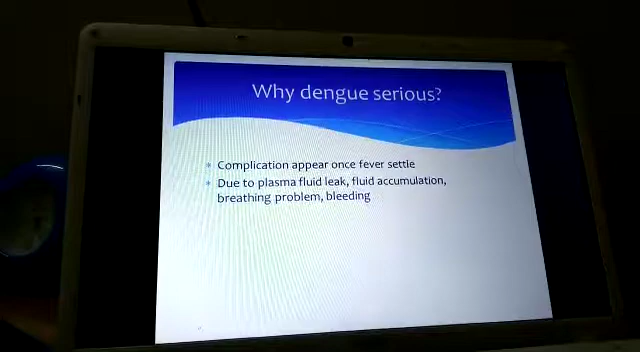 Why dengue serious?
Complication appear once fever settle
Due to plasma fluid leak, fluid accumulation,
breathing problem, bleeding